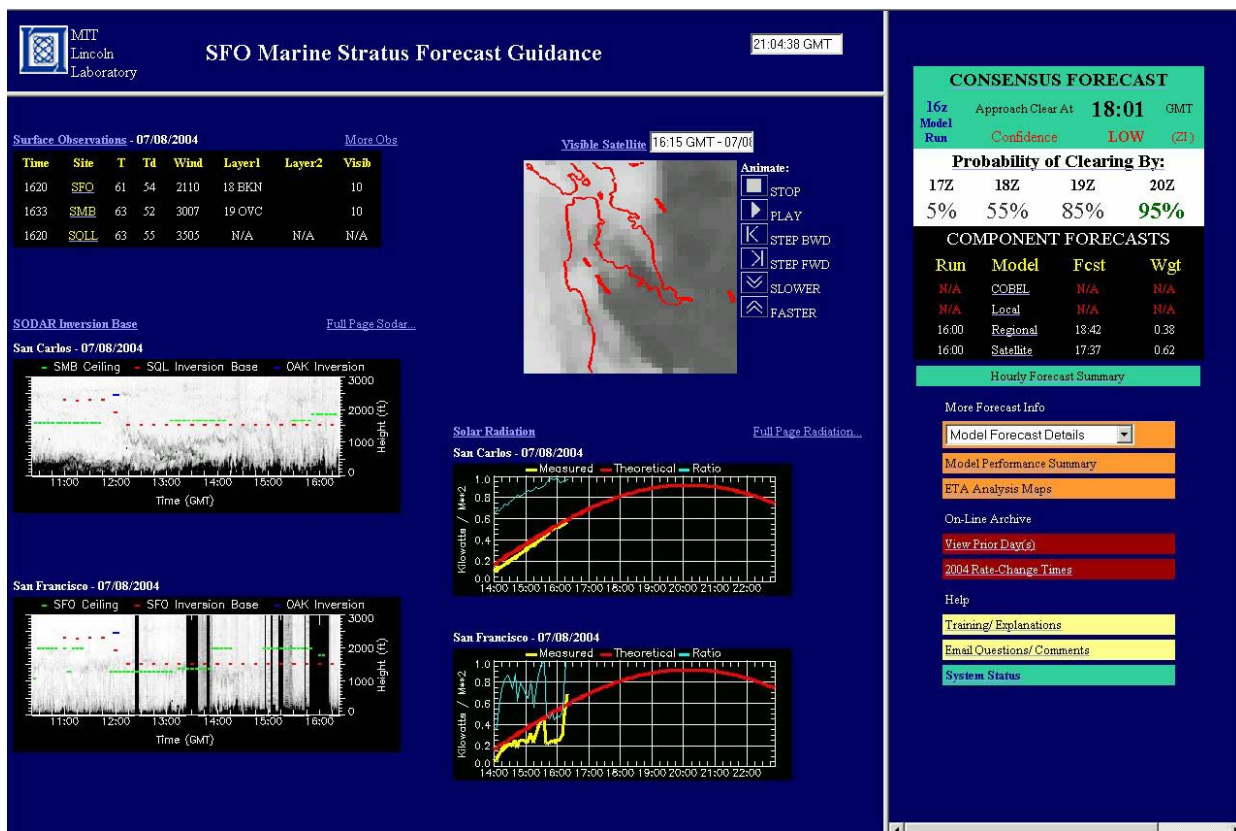 MIT
Lincoln
Laboratory
SFO Marine Stratus Forecast Guidance
21:04:38 GMT
Surface Observations - 07/08/2004 More Obs
Time Site T Td Wind Layer1 Layer2 Visib
1620 SFO 61 54 2110 18 BKN 10
1633 SMB 63 52 3007 19 OVC 10
1620 SQLL 63 55 3505 N/A N/A N/A
Visible Satellite 16:15 GMT - 07/08
Animate:
STOP
PLAY
STEP BWD
STEP FWD
SLOWER
FASTER
SODAR Inversion Base Full Page Sodar...
San Carlos - 07/08/2004
- SMB Ceiling - SQL Inversion Base - OAK Inversion
3000
2000
1000
0
Height (ft)
11:00 12:00 13:00 14:00 15:00 16:00
Time (GMT)
San Francisco - 07/08/2004
- SFO Ceiling - SFO Inversion Base - OAK Inversion
3000
2000
1000
0
Height (ft)
11:00 12:00 13:00 14:00 15:00 16:00
Time (GMT)
Solar Radiation Full Page Radiation...
San Carlos - 07/08/2004
Measured Theoretical Ratio
1.0
0.8
0.6
0.4
0.2
0.0
Kilowatts / M**2
14:00 15:00 16:00 17:00 18:00 19:00 20:00 21:00 22:00
San Francisco - 07/08/2004
Measured Theoretical Ratio
1.0
0.8
0.6
0.4
0.2
0.0
Kilowatts / M**2
14:00 15:00 16:00 17:00 18:00 19:00 20:00 21:00 22:00
CONSENSUS FORECAST
16z Model Run
Approach Clear At 18:01 GMT
Confidence LOW (ZI)
Probability of Clearing By:
17Z 18Z 19Z 20Z
5% 55% 85% 95%
COMPONENT FORECASTS
Run Model Fcst Wgt
N/A COBEL N/A N/A
N/A Local N/A N/A
16:00 Regional 18:42 0.38
16:00 Satellite 17:37 0.62
Hourly Forecast Summary
More Forecast Info
Model Forecast Details
Model Performance Summary
ETA Analysis Maps
On-Line Archive
View Prior Day(s)
2004 Rate-Change Times
Help
Training/ Explanations
Email Questions/ Comments
System Status